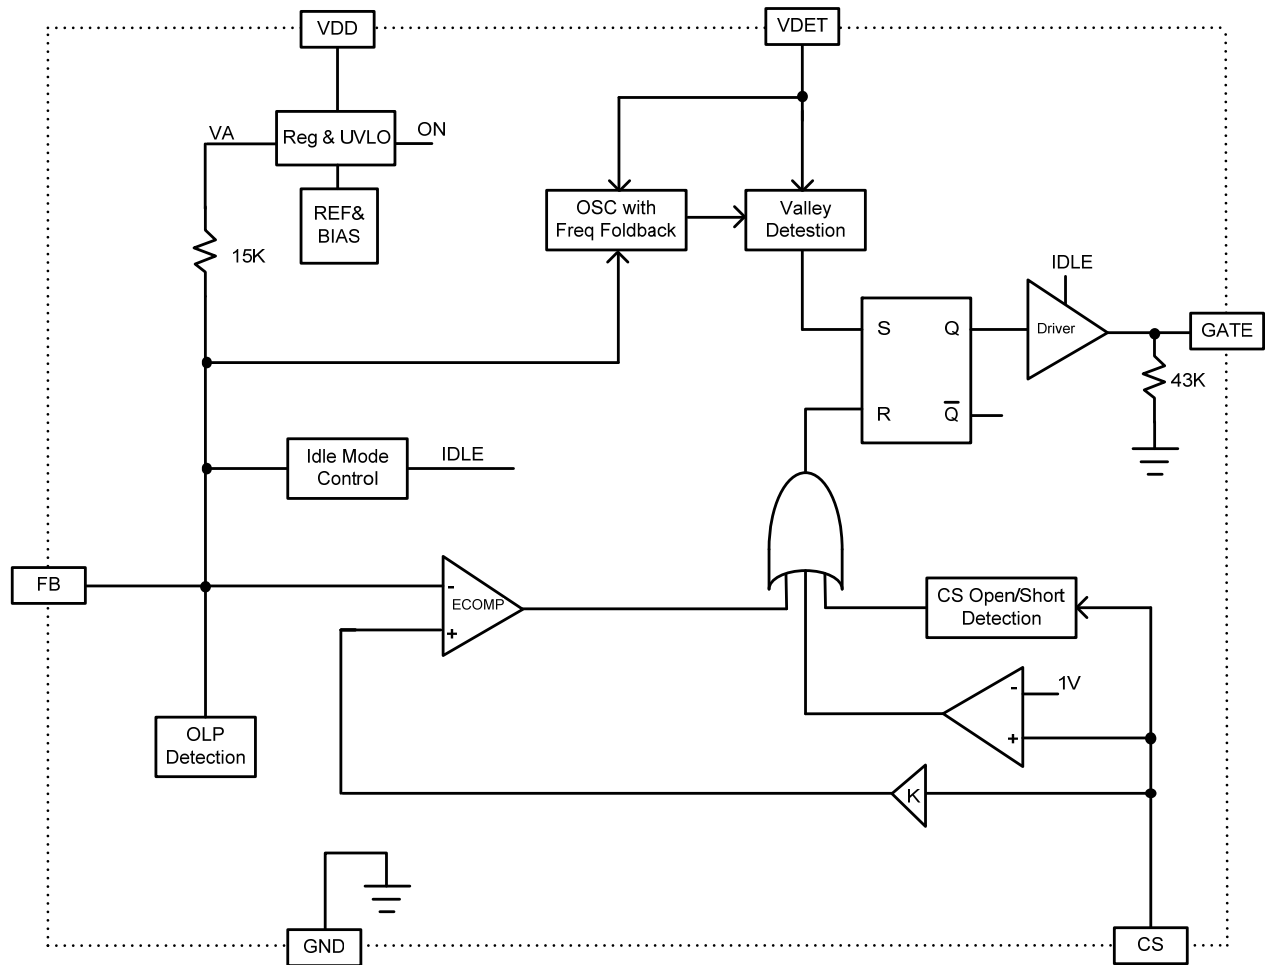 VDD
VDET
VA
Reg & UVLO
ON
REF&
BIAS
15K
OSC with
Freq Foldback
Valley
Detestion
IDLE
S
Q
Driver
GATE
43K
R
Q̅
Idle Mode
Control
IDLE
FB
-
ECOMP
+
CS Open/Short
Detection
-
1V
+
OLP
Detection
K
GND
CS